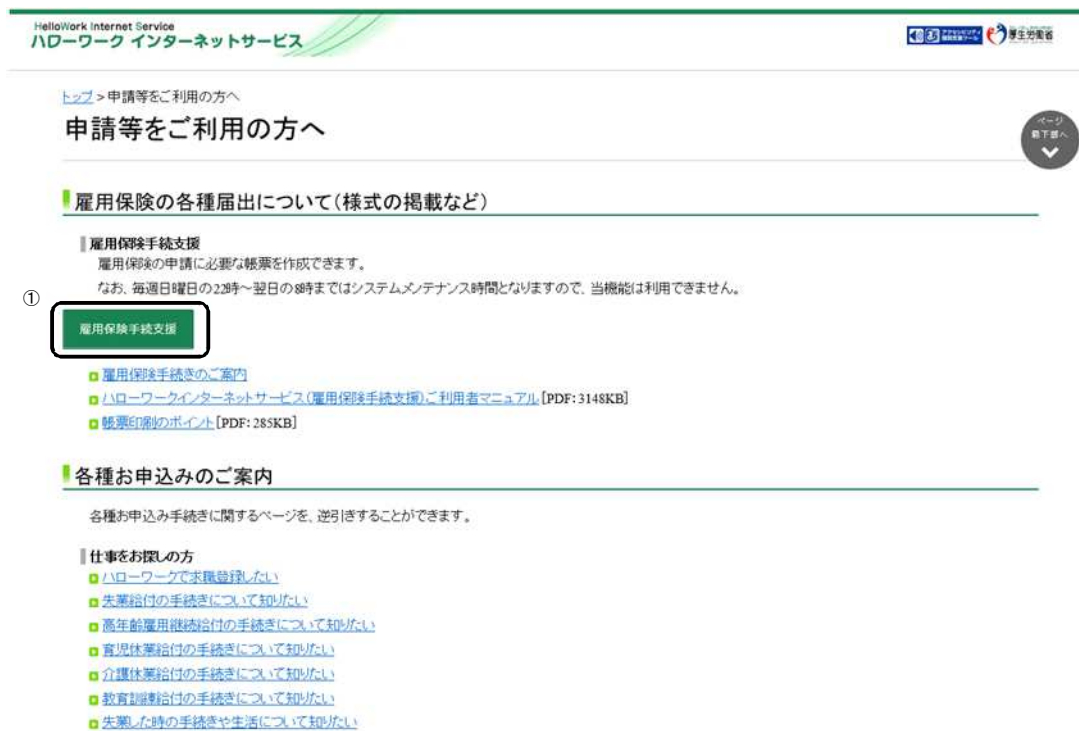 HelloWork Internet Service
ハローワーク インターネットサービス
アクセシビリティ
厚生労働省
トップ > 申請等をご利用の方へ
申請等をご利用の方へ
ページ
最下部へ
雇用保険の各種届出について（様式の掲載など）
雇用保険手続支援
雇用保険の申請に必要な帳票を作成できます。
なお、毎週日曜日の22時～翌日の8時まではシステムメンテナンス時間となりますので、当機能は利用できません。
①
雇用保険手続支援
雇用保険手続きのご案内
ハローワークインターネットサービス（雇用保険手続支援）ご利用者マニュアル [PDF: 3148KB]
帳票印刷のポイント [PDF: 285KB]
各種お申込みのご案内
各種お申込み手続きに関するページを、逆引きすることができます。
仕事をお探しの方
ハローワークで求職登録したい
失業給付の手続きについて知りたい
高年齢雇用継続給付の手続きについて知りたい
育児休業給付の手続きについて知りたい
介護休業給付の手続きについて知りたい
教育訓練給付の手続きについて知りたい
失業した時の手続きや生活について知りたい